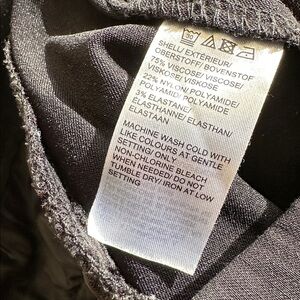 SHELL/ EXTÉRIEUR/
OBERSTOFF/ BOVENSTOF
75% VISCOSE/ VISCOSE/
VISKOSE/ VISCOSE
22% NYLON/ POLYAMIDE/
POLYAMID/ POLYAMIDE
3% ELASTANE/
ELASTHANNE/ ELASTHAN/
ELASTAAN
MACHINE WASH COLD WITH
LIKE COLOURS AT GENTLE
SETTING/ ONLY
NON-CHLORINE BLEACH
WHEN NEEDED/ DO NOT
TUMBLE DRY/ IRON AT LOW
SETTING